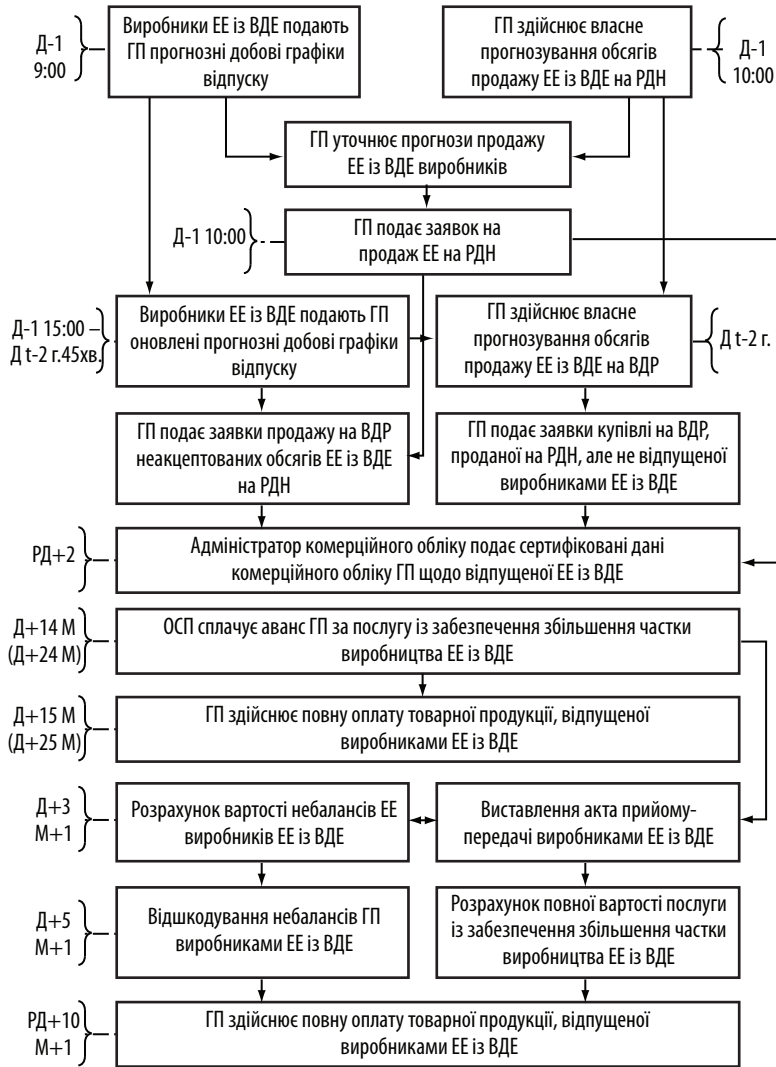 Д-1
9:00
Виробники ЕЕ із ВДЕ подають
ГП прогнозні добові графіки
відпуску
ГП здійснює власне
прогнозування обсягів
продажу ЕЕ із ВДЕ на РДН
Д-1
10:00
ГП уточнює прогнози продажу
ЕЕ із ВДЕ виробників
Д-1 10:00
ГП подає заявок на
продаж ЕЕ на РДН
Д-1 15:00 –
Д t-2 г.45хв.
Виробники ЕЕ із ВДЕ подають ГП
оновлені прогнозні добові графіки
відпуску
ГП здійснює власне
прогнозування обсягів
продажу ЕЕ із ВДЕ на ВДР
Д t-2 г.
ГП подає заявки продажу на ВДР
неакцептованих обсягів ЕЕ із ВДЕ
на РДН
ГП подає заявки купівлі на ВДР,
проданої на РДН, але не відпущеної
виробниками ЕЕ із ВДЕ
РД+2
Адміністратор комерційного обліку подає сертифіковані дані
комерційного обліку ГП щодо відпущеної ЕЕ із ВДЕ
Д+14 М
(Д+24 М)
ОСП сплачує аванс ГП за послугу із забезпечення збільшення частки
виробництва ЕЕ із ВДЕ
Д+15 М
(Д+25 М)
ГП здійснює повну оплату товарної продукції, відпущеної
виробниками ЕЕ із ВДЕ
Д+3
М+1
Розрахунок вартості небалансів ЕЕ
виробників ЕЕ із ВДЕ
Виставлення акта прийому-
передачі виробниками ЕЕ із ВДЕ
Д+5
М+1
Відшкодування небалансів ГП
виробниками ЕЕ із ВДЕ
Розрахунок повної вартості послуги
із забезпечення збільшення частки
виробництва ЕЕ із ВДЕ
РД+10
М+1
ГП здійснює повну оплату товарної продукції, відпущеної
виробниками ЕЕ із ВДЕ